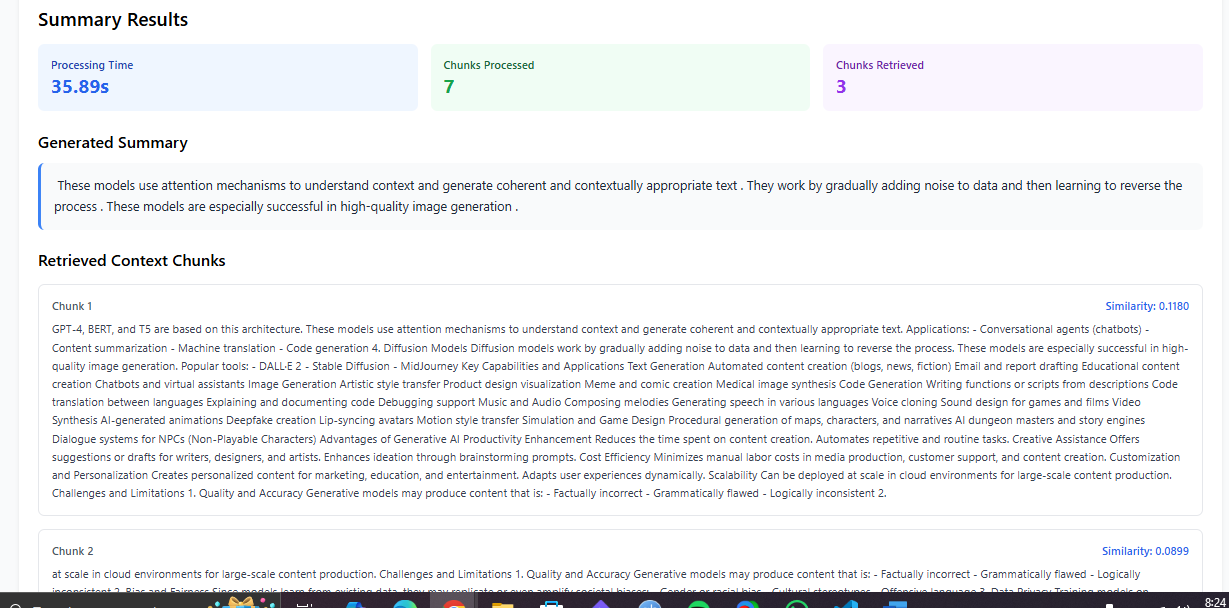 Summary Results
Processing Time
35.89s
Chunks Processed
7
Chunks Retrieved
3
Generated Summary
These models use attention mechanisms to understand context and generate coherent and contextually appropriate text . They work by gradually adding noise to data and then learning to reverse the
process . These models are especially successful in high-quality image generation .
Retrieved Context Chunks
Chunk 1
Similarity: 0.1180
GPT-4, BERT, and T5 are based on this architecture. These models use attention mechanisms to understand context and generate coherent and contextually appropriate text. Applications: - Conversational agents (chatbots) -
Content summarization - Machine translation - Code generation 4. Diffusion Models Diffusion models work by gradually adding noise to data and then learning to reverse the process. These models are especially successful in high-
quality image generation. Popular tools: - DALL·E 2 - Stable Diffusion - MidJourney Key Capabilities and Applications Text Generation Automated content creation (blogs, news, fiction) Email and report drafting Educational content
creation Chatbots and virtual assistants Image Generation Artistic style transfer Product design visualization Meme and comic creation Medical image synthesis Code Generation Writing functions or scripts from descriptions Code
translation between languages Explaining and documenting code Debugging support Music and Audio Composing melodies Generating speech in various languages Voice cloning Sound design for games and films Video
Synthesis AI-generated animations Deepfake creation Lip-syncing avatars Motion style transfer Simulation and Game Design Procedural generation of maps, characters, and narratives AI dungeon masters and story engines
Dialogue systems for NPCs (Non-Playable Characters) Advantages of Generative AI Productivity Enhancement Reduces the time spent on content creation. Automates repetitive and routine tasks. Creative Assistance Offers
suggestions or drafts for writers, designers, and artists. Enhances ideation through brainstorming prompts. Cost Efficiency Minimizes manual labor costs in media production, customer support, and content creation. Customization
and Personalization Creates personalized content for marketing, education, and entertainment. Adapts user experiences dynamically. Scalability Can be deployed at scale in cloud environments for large-scale content production.
Challenges and Limitations 1. Quality and Accuracy Generative models may produce content that is: - Factually incorrect - Grammatically flawed - Logically inconsistent 2.
Chunk 2
Similarity: 0.0899
at scale in cloud environments for large-scale content production. Challenges and Limitations 1. Quality and Accuracy Generative models may produce content that is: - Factually incorrect - Grammatically flawed - Logically
8:24